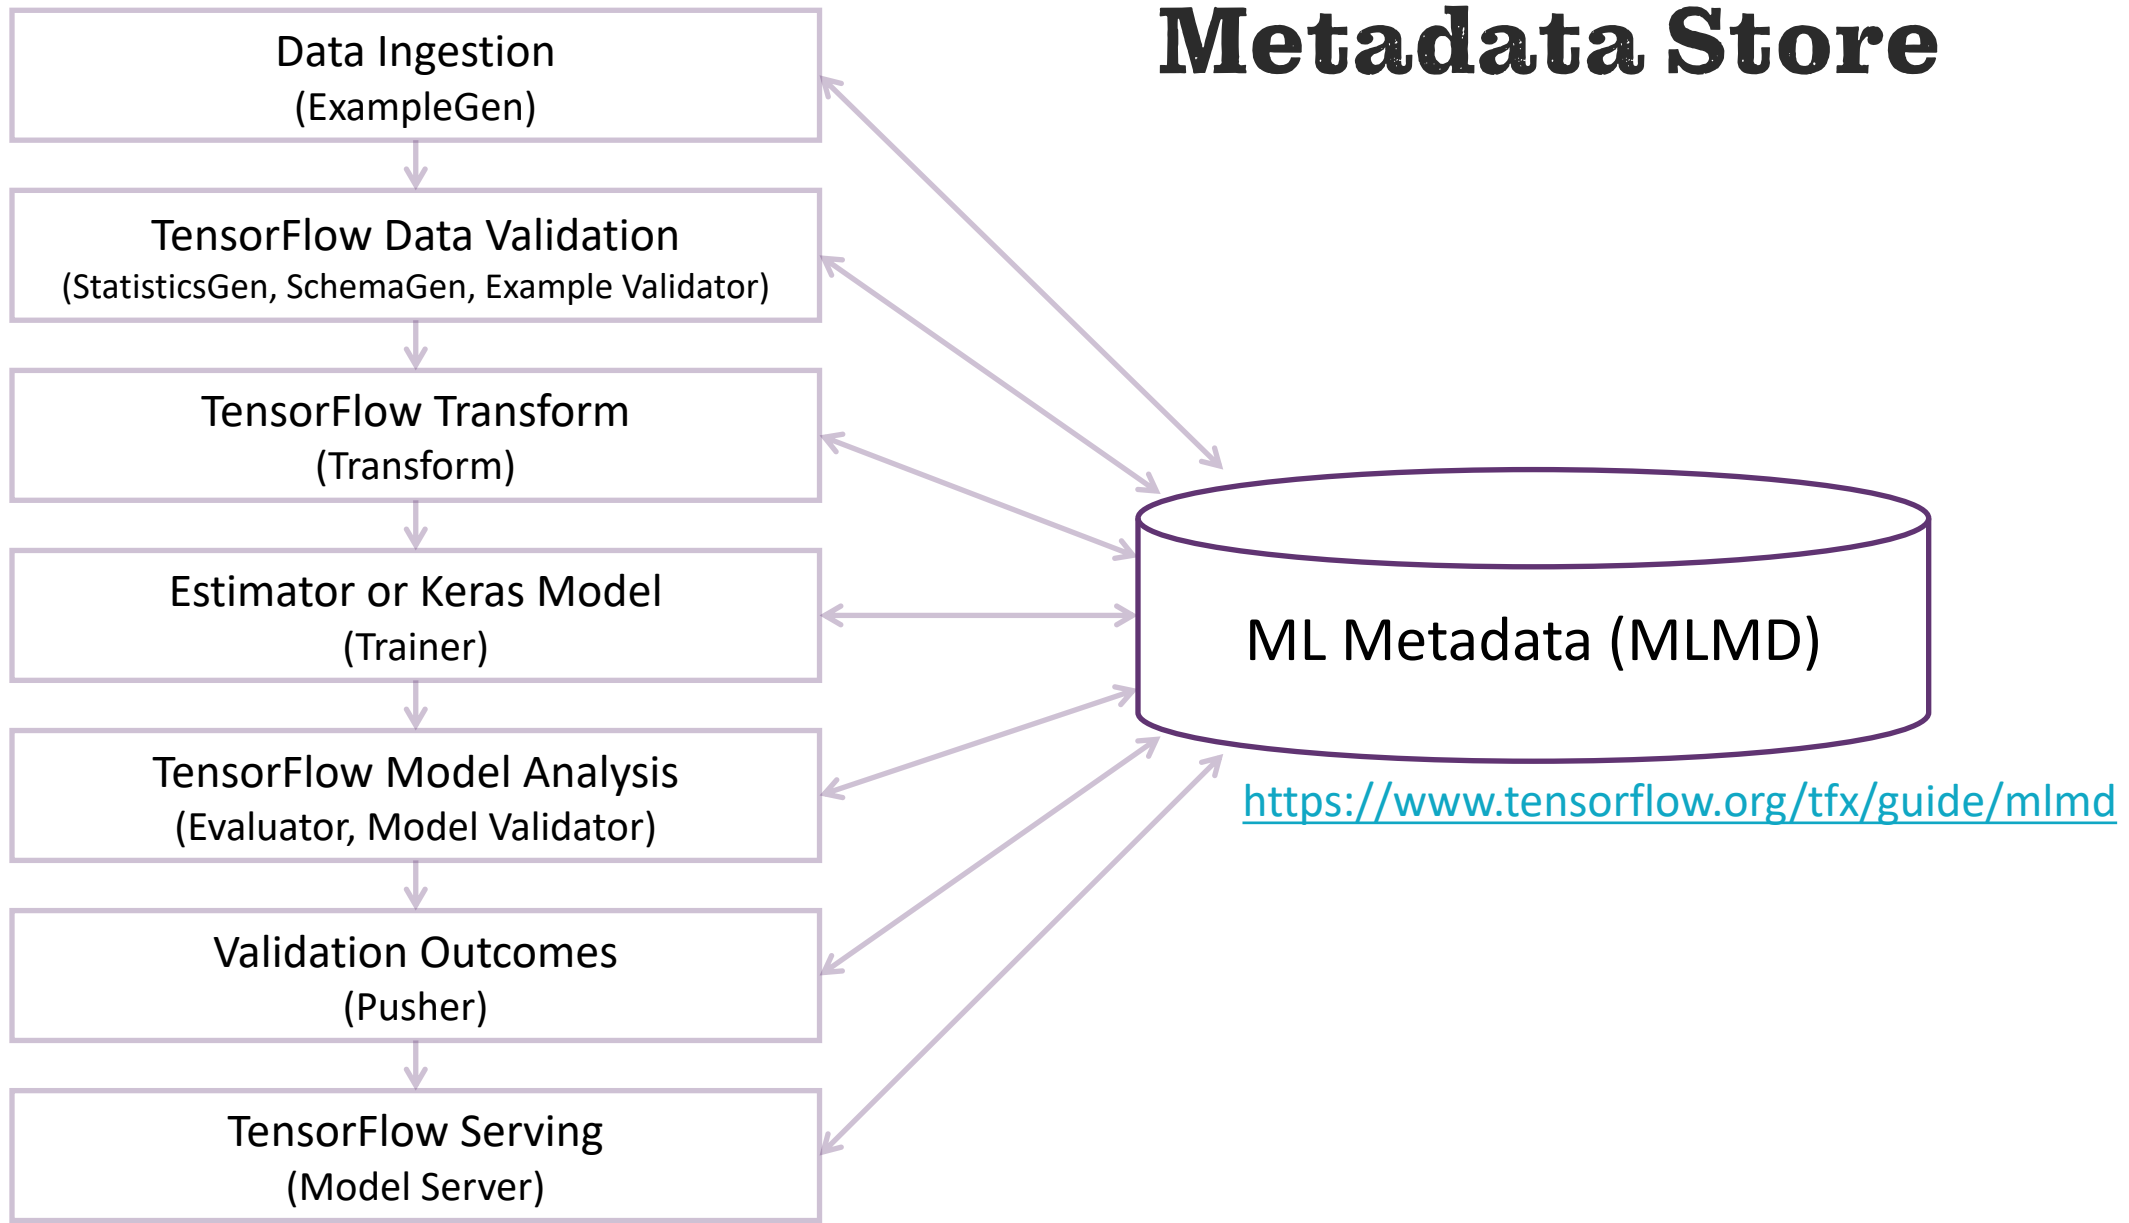 Metadata Store
Data Ingestion
(ExampleGen)
TensorFlow Data Validation
(StatisticsGen, SchemaGen, Example Validator)
TensorFlow Transform
(Transform)
Estimator or Keras Model
(Trainer)
TensorFlow Model Analysis
(Evaluator, Model Validator)
Validation Outcomes
(Pusher)
TensorFlow Serving
(Model Server)
ML Metadata (MLMD)
https://www.tensorflow.org/tfx/guide/mlmd